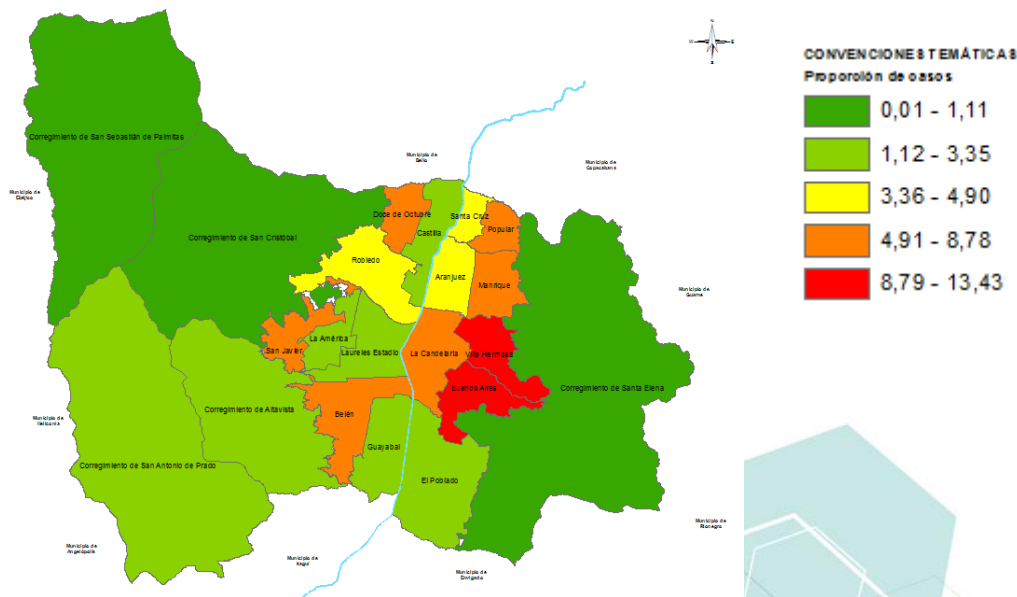 N
W
E
S
CONVENCIONES TEMÁTICAS
Proporción de casos
0,01 - 1,11
1,12 - 3,35
3,36 - 4,90
4,91 - 8,78
8,79 - 13,43
Corregimiento de San Sebastián de Palmitas
Municipio de
Bello
Municipio de
Copacabana
Municipio de
Corregimiento de San Cristóbal
Doce de Octubre
Santa Cruz
Castilla
Popular
Robledo
Aranjuez
Manrique
Municipio de
Guarne
San Javier
La América
Laureles Estadio
La Candelaria
Villa Hermosa
Buenos Aires
Corregimiento de Santa Elena
Corregimiento de Altavista
Belén
Municipio de
Heliconia
Guayabal
Corregimiento de San Antonio de Prado
El Poblado
Municipio de
Rionegro
Municipio de
Angelópolis
Municipio de
Itagüí
Municipio de
Envigado